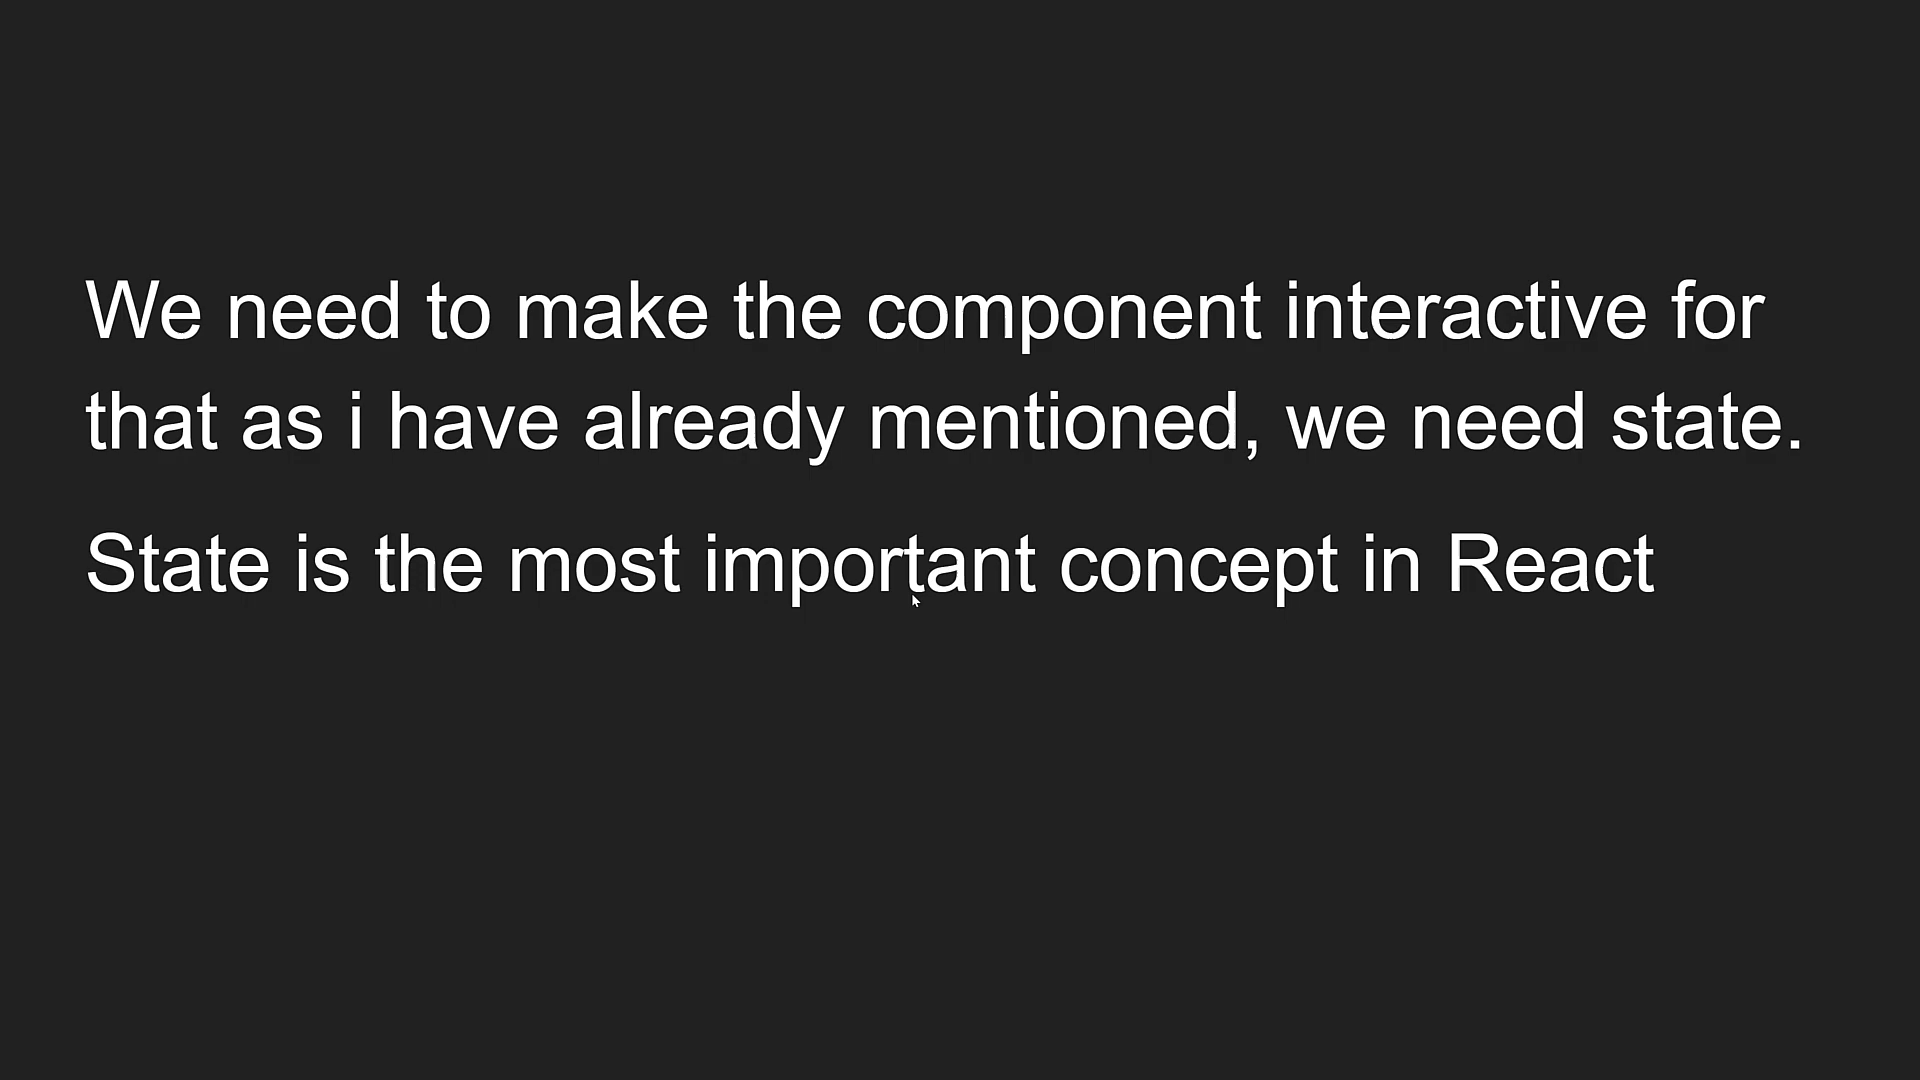 We need to make the component interactive for
that as i have already mentioned, we need state.
State is the most important concept in React